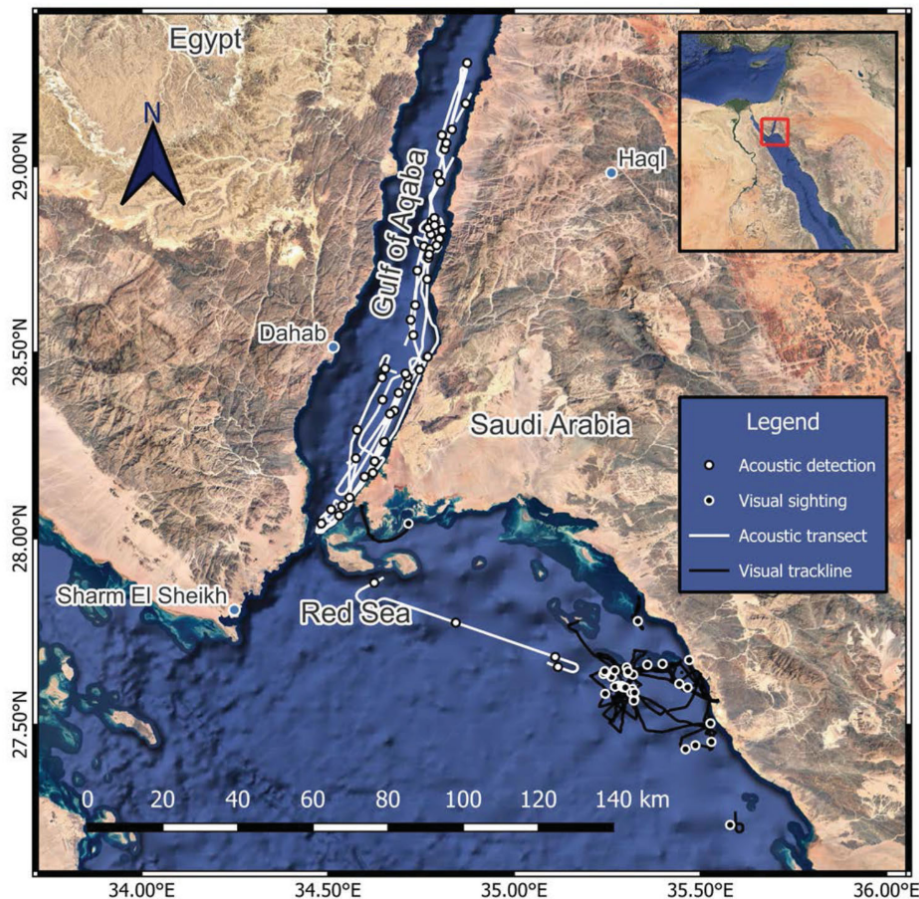 Egypt
N
Haql
Gulf of Aqaba
Dahab
Saudi Arabia
Legend
Acoustic detection
Visual sighting
Acoustic transect
Visual trackline
Sharm El Sheikh
Red Sea
0 20 40 60 80 100 120 140 km
29.00°N
28.50°N
28.00°N
27.50°N
34.00°E 34.50°E 35.00°E 35.50°E 36.00°E